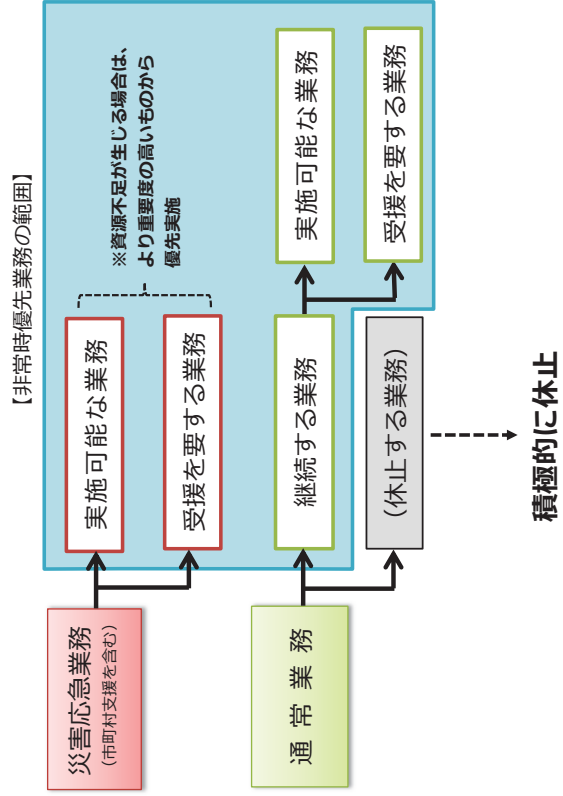 【非常時優先業務の範囲】
災害応急業務
(市町村支援を含む)
実施可能な業務
受援を要する業務
※資源不足が生じる場合は、
より重要度の高いものから
優先実施
通常業務
継続する業務
実施可能な業務
受援を要する業務
(休止する業務)
積極的に休止